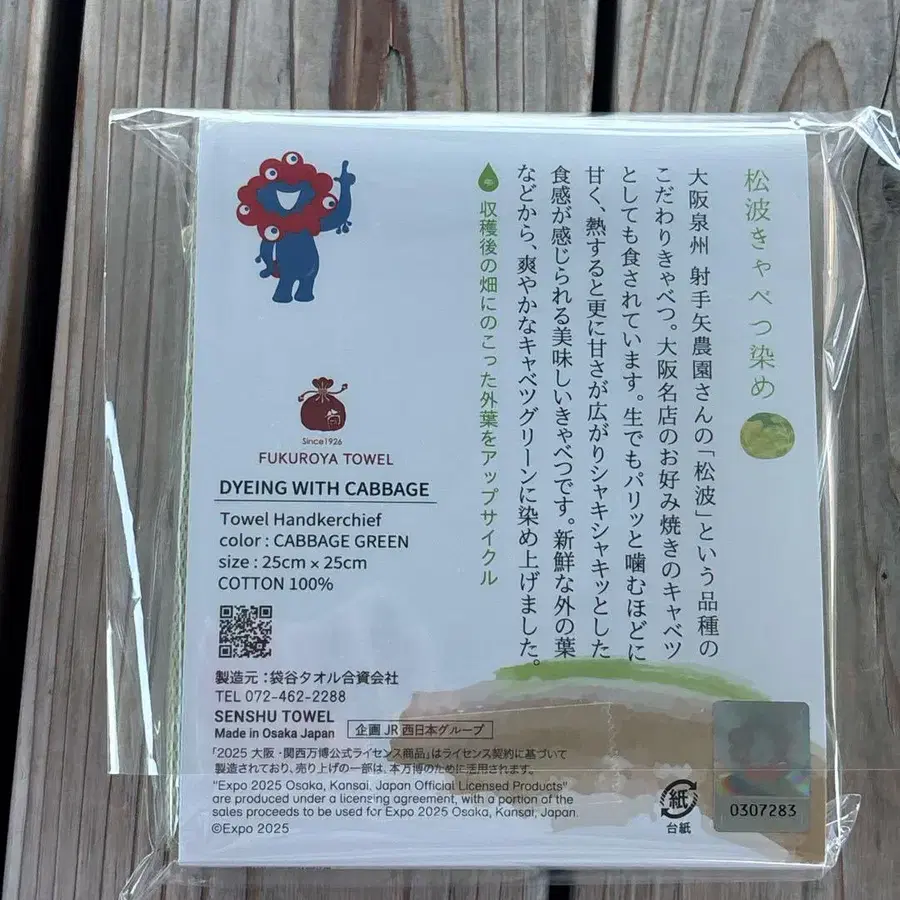 松波きゃべつ染め
大阪泉州 射手矢農園さんの「松波」という品種の
こだわりきゃべつ。大阪名店のお好み焼きのキャベツ
としても食されています。生でもパリッと噛むほどに
甘く、熱すると更に甘さが広がりシャキシャキッとした
食感が感じられる美味しいきゃべつです。新鮮な外の葉
などから、爽やかなキャベツグリーンに染め上げました。
収穫後の畑にのこった外葉をアップサイクル
Since1926
FUKUROYA TOWEL
DYEING WITH CABBAGE
Towel Handkerchief
color : CABBAGE GREEN
size : 25cm × 25cm
COTTON 100%
製造元：袋谷タオル合資会社
TEL 072-462-2288
SENSHU TOWEL
Made in Osaka Japan
企画 JR 西日本グループ
「2025 大阪・関西万博公式ライセンス商品」はライセンス契約に基づいて
製造されており、売り上げの一部は、本万博のために活用されます。
"Expo 2025 Osaka, Kansai, Japan Official Licensed Products"
are produced under a licensing agreement, with a portion of the
sales proceeds to be used for Expo 2025 Osaka, Kansai, Japan.
©Expo 2025
紙
台紙
0307283